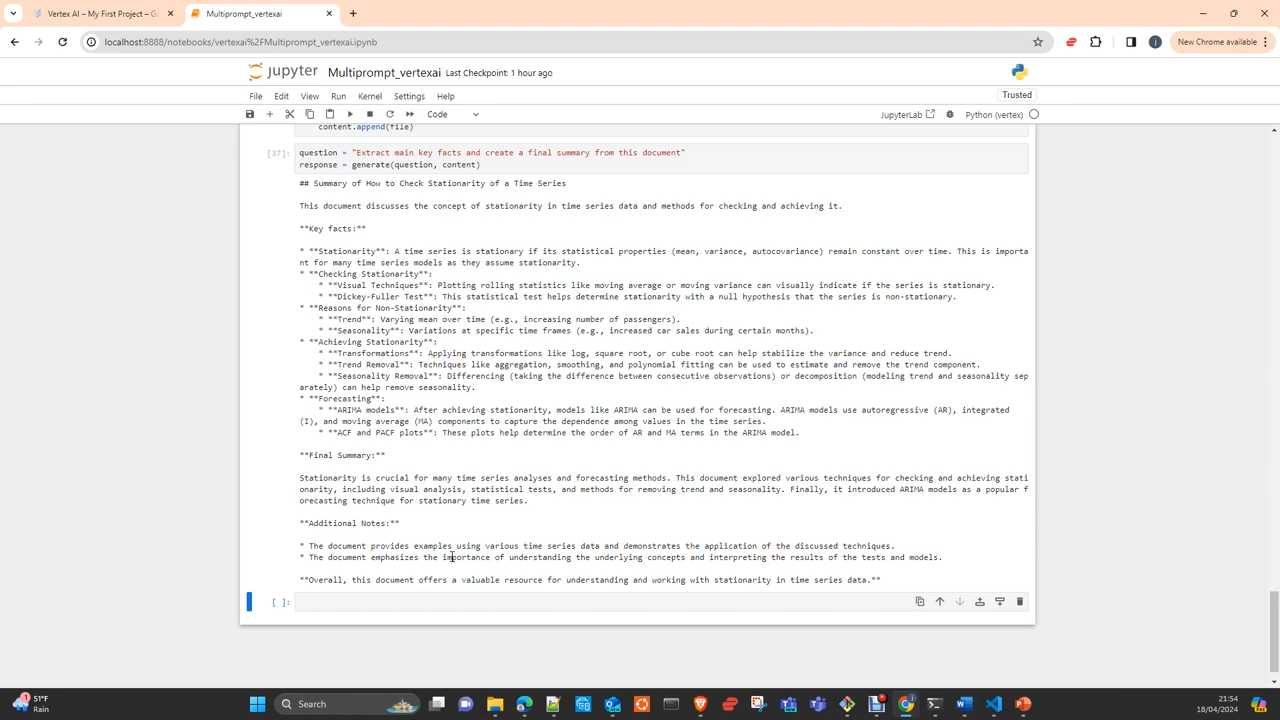 Vertex AI – My First Project – Go
Multiprompt_vertexai
localhost:8888/notebooks/vertexai%2FMultiprompt_vertexai.ipynb
New Chrome available
jupyter Multiprompt_vertexai Last Checkpoint: 1 hour ago
File Edit View Run Kernel Settings Help
Trusted
Code
JupyterLab
Python (vertex)
content.append(file)
[37]:
question = "Extract main key facts and create a final summary from this document"
response = generate(question, content)
## Summary of How to Check Stationarity of a Time Series
This document discusses the concept of stationarity in time series data and methods for checking and achieving it.
**Key facts:**
* **Stationarity**: A time series is stationary if its statistical properties (mean, variance, autocovariance) remain constant over time. This is importa
nt for many time series models as they assume stationarity.
* **Checking Stationarity**:
* **Visual Techniques**: Plotting rolling statistics like moving average or moving variance can visually indicate if the series is stationary.
* **Dickey-Fuller Test**: This statistical test helps determine stationarity with a null hypothesis that the series is non-stationary.
* **Reasons for Non-Stationarity**:
* **Trend**: Varying mean over time (e.g., increasing number of passengers).
* **Seasonality**: Variations at specific time frames (e.g., increased car sales during certain months).
* **Achieving Stationarity**:
* **Transformations**: Applying transformations like log, square root, or cube root can help stabilize the variance and reduce trend.
* **Trend Removal**: Techniques like aggregation, smoothing, and polynomial fitting can be used to estimate and remove the trend component.
* **Seasonality Removal**: Differencing (taking the difference between consecutive observations) or decomposition (modeling trend and seasonality sep
arately) can help remove seasonality.
* **Forecasting**:
* **ARIMA models**: After achieving stationarity, models like ARIMA can be used for forecasting. ARIMA models use autoregressive (AR), integrated
(I), and moving average (MA) components to capture the dependence among values in the time series.
* **ACF and PACF plots**: These plots help determine the order of AR and MA terms in the ARIMA model.
**Final Summary:**
Stationarity is crucial for many time series analyses and forecasting methods. This document explored various techniques for checking and achieving stati
onarity, including visual analysis, statistical tests, and methods for removing trend and seasonality. Finally, it introduced ARIMA models as a popular f
orecasting technique for stationary time series.
**Additional Notes:**
* The document provides examples using various time series data and demonstrates the application of the discussed techniques.
* The document emphasizes the importance of understanding the underlying concepts and interpreting the results of the tests and models.
**Overall, this document offers a valuable resource for understanding and working with stationarity in time series data.**
[ ]:
51°F
Rain
Search
21:54
18/04/2024